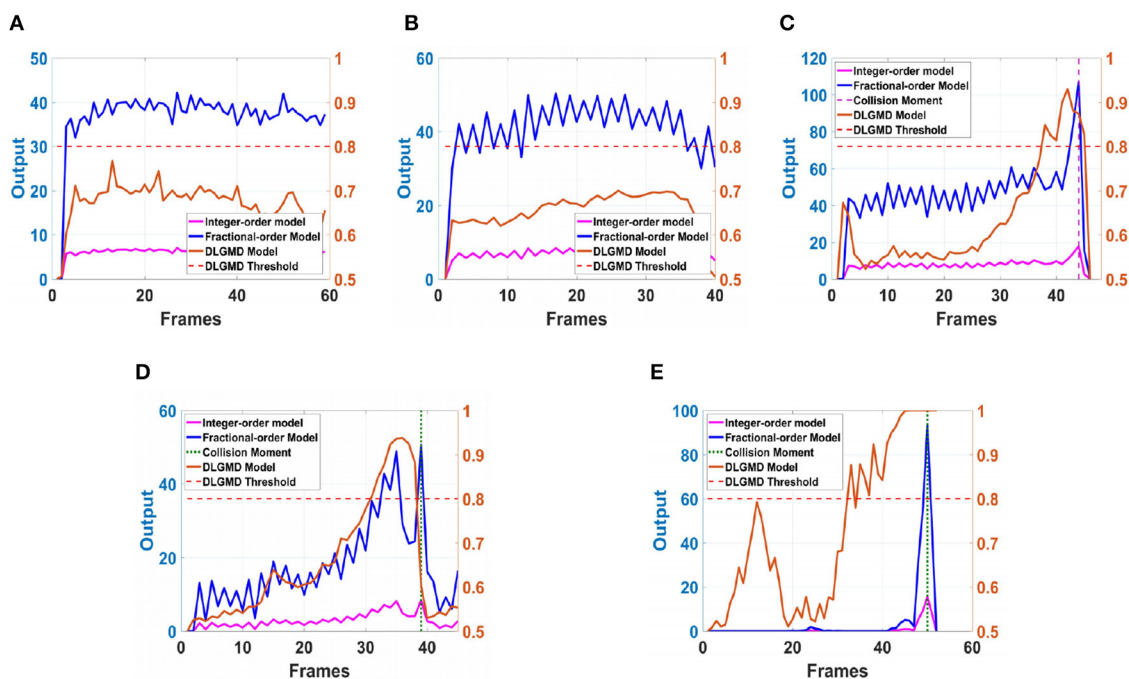 A
50
40
30
20
10
0
Output
1
0.9
0.8
0.7
0.6
0.5
Integer-order model
Fractional-order Model
DLGMD Model
DLGMD Threshold
0
20
40
60
Frames
B
60
40
20
0
Output
1
0.9
0.8
0.7
0.6
0.5
Integer-order model
Fractional-order Model
DLGMD Model
DLGMD Threshold
0
10
20
30
40
Frames
C
120
100
80
60
40
20
0
Output
1
0.9
0.8
0.7
0.6
0.5
Integer-order model
Fractional-order Model
Collision Moment
DLGMD Model
DLGMD Threshold
0
20
40
Frames
D
60
40
20
0
Output
1
0.9
0.8
0.7
0.6
0.5
Integer-order model
Fractional-order Model
Collision Moment
DLGMD Model
DLGMD Threshold
0
10
20
30
40
Frames
E
100
80
60
40
20
0
Output
1
0.9
0.8
0.7
0.6
0.5
Integer-order model
Fractional-order Model
Collision Moment
DLGMD Model
DLGMD Threshold
0
20
40
60
Frames